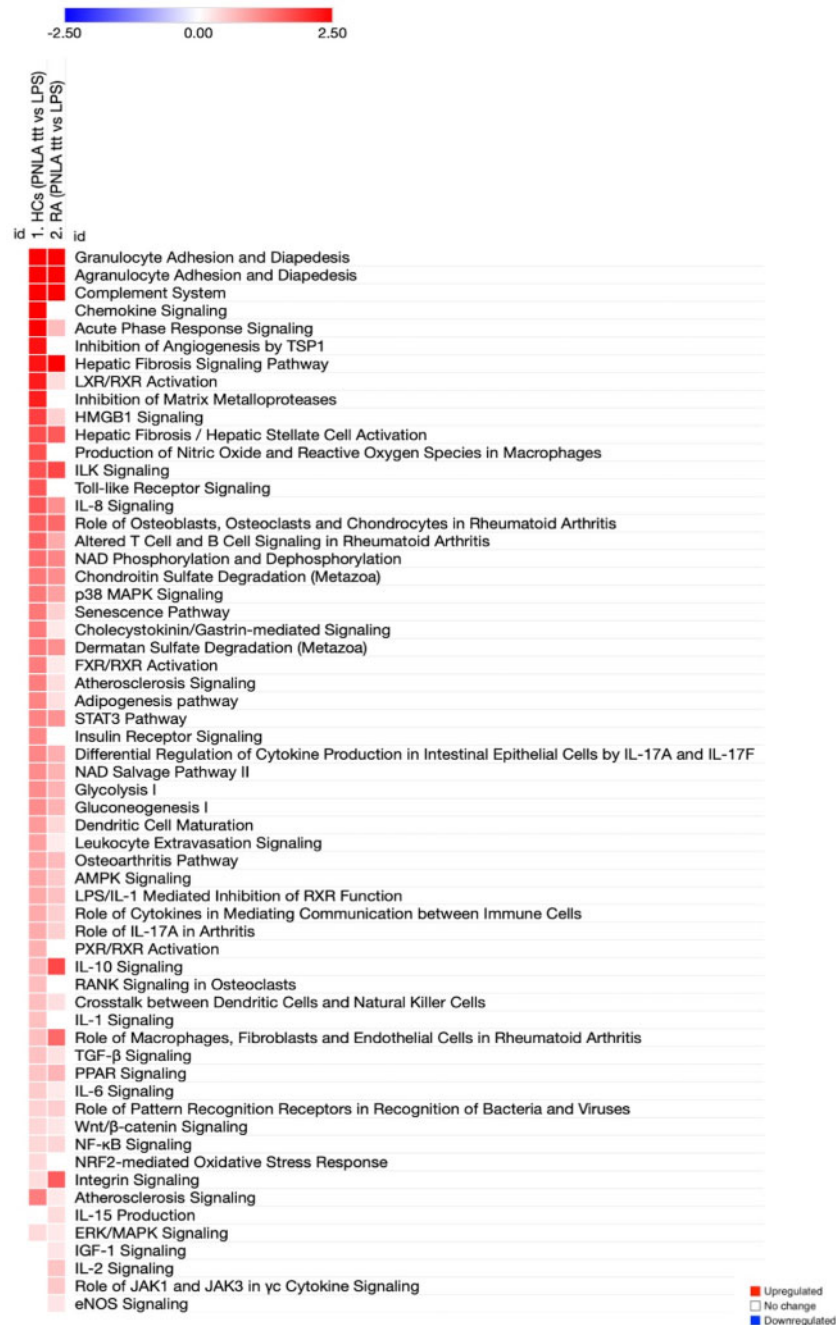 -2.50 0.00 2.50
1. HCs (PNLA ttt vs LPS)
2. RA (PNLA ttt vs LPS)
id id
Granulocyte Adhesion and Diapedesis
Agranulocyte Adhesion and Diapedesis
Complement System
Chemokine Signaling
Acute Phase Response Signaling
Inhibition of Angiogenesis by TSP1
Hepatic Fibrosis Signaling Pathway
LXR/RXR Activation
Inhibition of Matrix Metalloproteases
HMGB1 Signaling
Hepatic Fibrosis / Hepatic Stellate Cell Activation
Production of Nitric Oxide and Reactive Oxygen Species in Macrophages
ILK Signaling
Toll-like Receptor Signaling
IL-8 Signaling
Role of Osteoblasts, Osteoclasts and Chondrocytes in Rheumatoid Arthritis
Altered T Cell and B Cell Signaling in Rheumatoid Arthritis
NAD Phosphorylation and Dephosphorylation
Chondroitin Sulfate Degradation (Metazoa)
p38 MAPK Signaling
Senescence Pathway
Cholecystokinin/Gastrin-mediated Signaling
Dermatan Sulfate Degradation (Metazoa)
FXR/RXR Activation
Atherosclerosis Signaling
Adipogenesis pathway
STAT3 Pathway
Insulin Receptor Signaling
Differential Regulation of Cytokine Production in Intestinal Epithelial Cells by IL-17A and IL-17F
NAD Salvage Pathway II
Glycolysis I
Gluconeogenesis I
Dendritic Cell Maturation
Leukocyte Extravasation Signaling
Osteoarthritis Pathway
AMPK Signaling
LPS/IL-1 Mediated Inhibition of RXR Function
Role of Cytokines in Mediating Communication between Immune Cells
Role of IL-17A in Arthritis
PXR/RXR Activation
IL-10 Signaling
RANK Signaling in Osteoclasts
Crosstalk between Dendritic Cells and Natural Killer Cells
IL-1 Signaling
Role of Macrophages, Fibroblasts and Endothelial Cells in Rheumatoid Arthritis
TGF-β Signaling
PPAR Signaling
IL-6 Signaling
Role of Pattern Recognition Receptors in Recognition of Bacteria and Viruses
Wnt/β-catenin Signaling
NF-κB Signaling
NRF2-mediated Oxidative Stress Response
Integrin Signaling
Atherosclerosis Signaling
IL-15 Production
ERK/MAPK Signaling
IGF-1 Signaling
IL-2 Signaling
Role of JAK1 and JAK3 in γc Cytokine Signaling
eNOS Signaling
Upregulated
No change
Downregulated